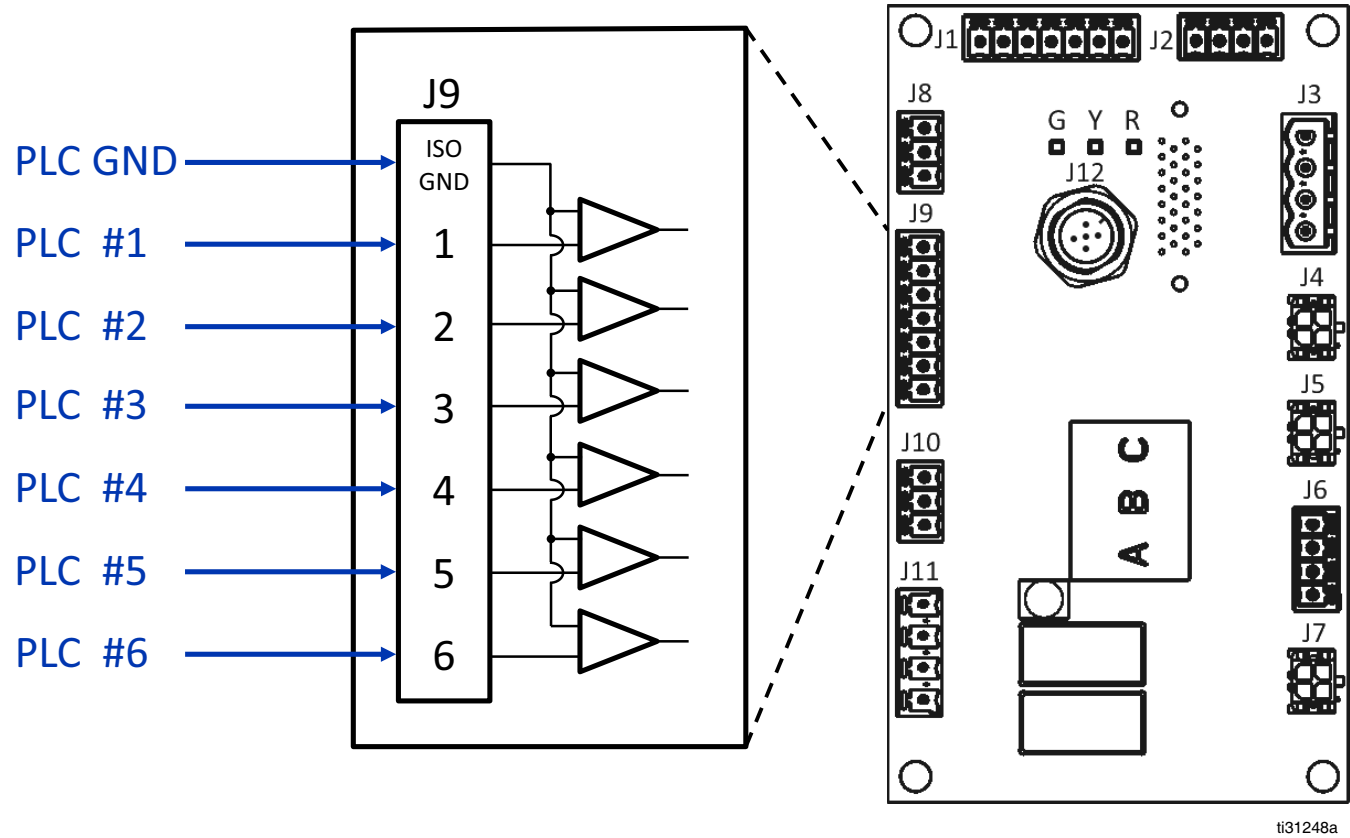 J9
PLC GND
ISO
GND
PLC #1
1
PLC #2
2
PLC #3
3
PLC #4
4
PLC #5
5
PLC #6
6
J1
J2
J8
G Y R
J3
J12
J9
J4
J5
J10
A B C
J6
J11
J7
ti31248a